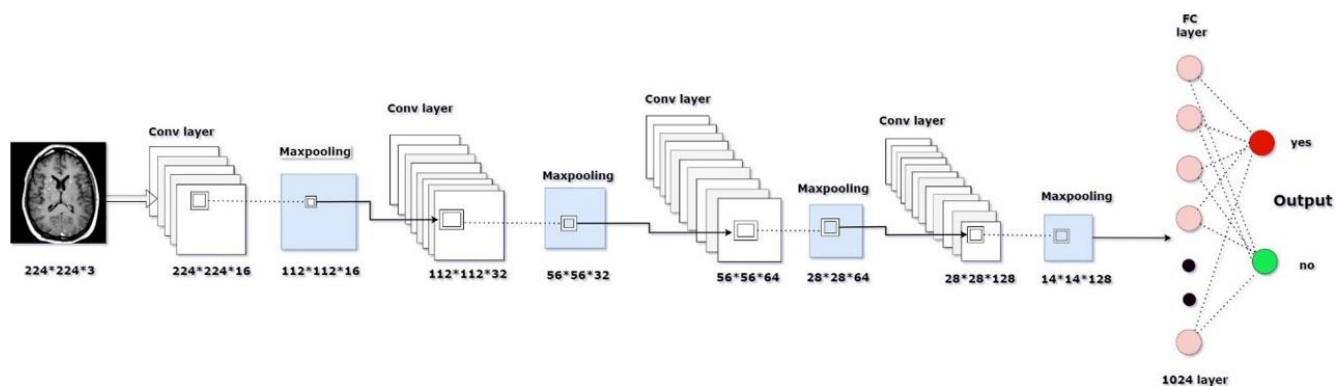 FC
layer
Conv layer
Conv layer
Conv layer
Conv layer
Maxpooling
Maxpooling
Maxpooling
Maxpooling
yes
Output
no
224*224*3
224*224*16
112*112*16
112*112*32
56*56*32
56*56*64
28*28*64
28*28*128
14*14*128
1024 layer